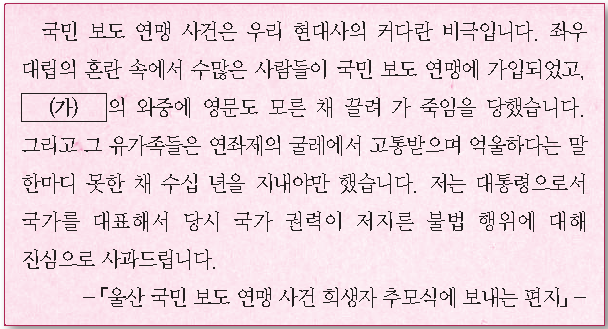 국민 보도 연맹 사건은 우리 현대사의 커다란 비극입니다. 좌우
대립의 혼란 속에서 수많은 사람들이 국민 보도 연맹에 가입되었고,
(가) 의 와중에 영문도 모른 채 끌려 가 죽임을 당했습니다.
그리고 그 유가족들은 연좌제의 굴레에서 고통받으며 억울하다는 말
한마디 못한 채 수십 년을 지내야만 했습니다. 저는 대통령으로서
국가를 대표해서 당시 국가 권력이 저지른 불법 행위에 대해
진심으로 사과드립니다.
-「울산 국민 보도 연맹 사건 희생자 추모식에 보내는 편지」-